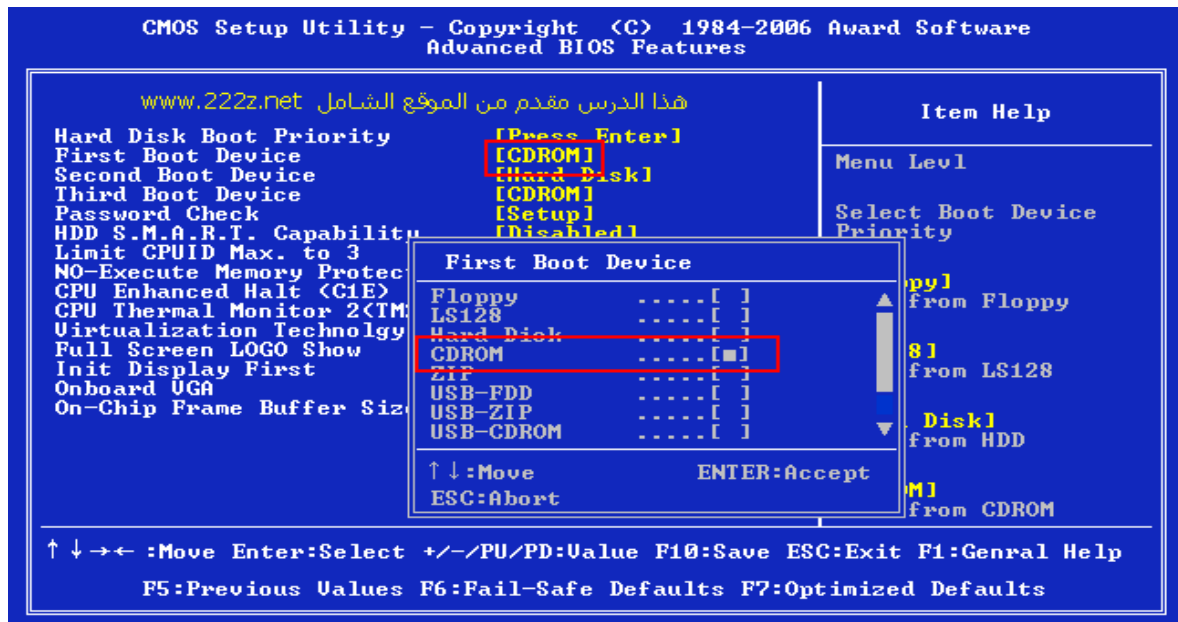 CMOS Setup Utility – Copyright (C) 1984–2006 Award Software
Advanced BIOS Features
هذا الدرس مقدم من الموقع الشامل www.222z.net
Hard Disk Boot Priority [Press Enter]
First Boot Device [CDROM]
Second Boot Device [Hard Disk]
Third Boot Device [CDROM]
Password Check [Setup]
HDD S.M.A.R.T. Capability [Disabled]
Limit CPUID Max. to 3
NO-Execute Memory Protec
CPU Enhanced Halt (C1E)
CPU Thermal Monitor 2(TM
Virtualization Technolgy
Full Screen LOGO Show
Init Display First
Onboard VGA
On-Chip Frame Buffer Siz
First Boot Device
Floppy .....[ ]
LS128 .....[ ]
Hard Disk .....[ ]
CDROM .....[■]
ZIP .....[ ]
USB-FDD .....[ ]
USB-ZIP .....[ ]
USB-CDROM .....[ ]
↑↓:Move ENTER:Accept
ESC:Abort
Item Help
Menu Levl
Select Boot Device
Priority
py]
from Floppy
8]
from LS128
Disk]
from HDD
M]
from CDROM
↑↓→← :Move Enter:Select +/-/PU/PD:Value F10:Save ESC:Exit F1:Genral Help
F5:Previous Values F6:Fail-Safe Defaults F7:Optimized Defaults